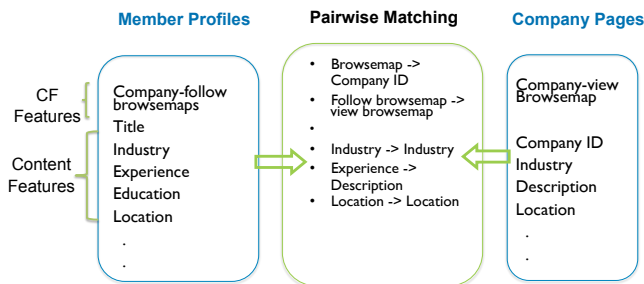 Member Profiles
Pairwise Matching
Company Pages
CF
Features
Content
Features
Company-follow
browsemaps
Title
Industry
Experience
Education
Location
.
.
• Browsemap ->
Company ID
• Follow browsemap ->
view browsemap
•
• Industry -> Industry
• Experience ->
Description
• Location -> Location
Company-view
Browsemap
Company ID
Industry
Description
Location
.
.